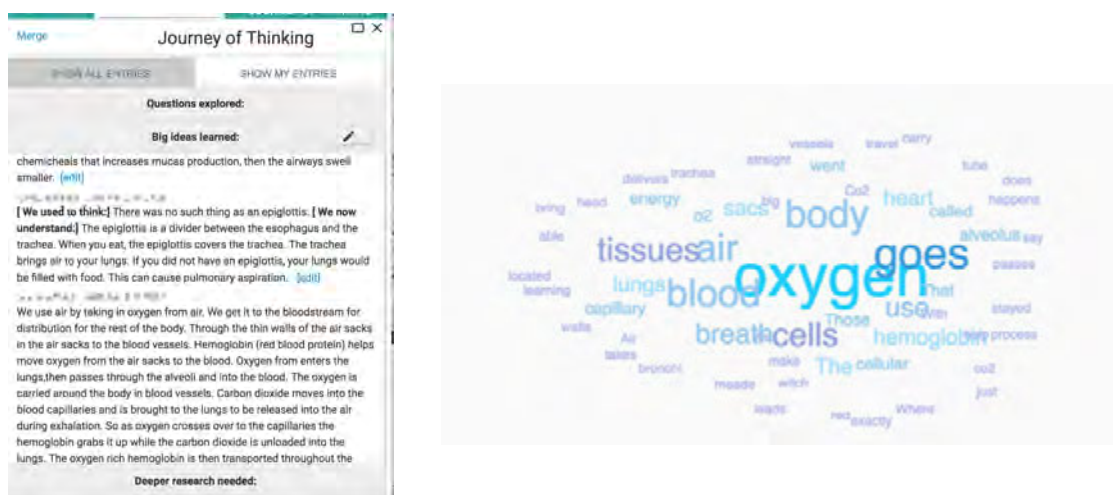 Merge
Journey of Thinking
SHOW ALL ENTRIES
SHOW MY ENTRIES
Questions explored:
Big ideas learned:
chemicheals that increases mucas production, then the airways swell
smaller. [edit]
[ We used to think:] There was no such thing as an epiglottis. [ We now
understand:] The epiglottis is a divider between the esophagus and the
trachea. When you eat, the epiglottis covers the trachea. The trachea
brings air to your lungs. If you did not have an epiglottis, your lungs would
be filled with food. This can cause pulmonary aspiration. [edit]
We use air by taking in oxygen from air. We get it to the bloodstream for
distribution for the rest of the body. Through the thin walls of the air sacks
in the air sacks to the blood vessels. Hemoglobin (red blood protein) helps
move oxygen from the air sacks to the blood. Oxygen from enters the
lungs,then passes through the alveoli and into the blood. The oxygen is
carried around the body in blood vessels. Carbon dioxide moves into the
blood capillaries and is brought to the lungs to be released into the air
during exhalation. So as oxygen crosses over to the capillaries the
hemoglobin grabs it up while the carbon dioxide is unloaded into the
lungs. The oxygen rich hemoglobin is then transported throughout the
Deeper research needed:
vessels travel carry
straight went tube
delivers trachea Co2 does
bring head energy o2 sacs big body heart called happens
able tissues air goes alveolus say
located learning lungs blood oxygen That passes
capillary use stayed
walls Air breath cells Those hemoglobin process
takes bronchi make The cellular co2
meade witch just
leads red exactly Where